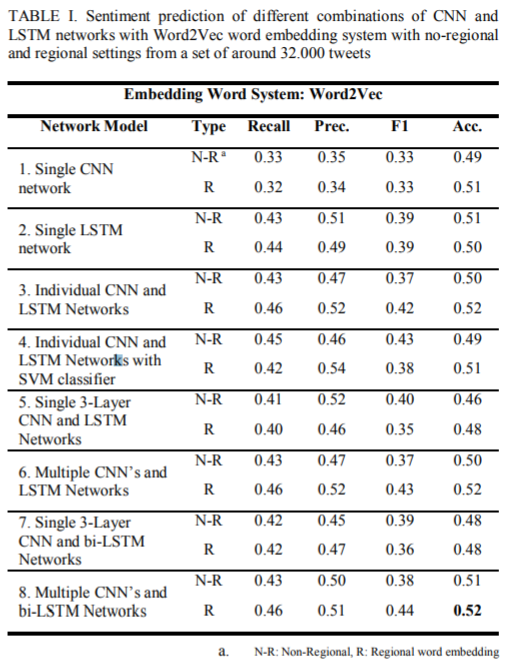 TABLE I. Sentiment prediction of different combinations of CNN and
LSTM networks with Word2Vec word embedding system with no-regional
and regional settings from a set of around 32.000 tweets
Embedding Word System: Word2Vec
Network Model Type Recall Prec. F1 Acc.
1. Single CNN network N-R a 0.33 0.35 0.33 0.49
R 0.32 0.34 0.33 0.51
2. Single LSTM network N-R 0.43 0.51 0.39 0.51
R 0.44 0.49 0.39 0.50
3. Individual CNN and LSTM Networks N-R 0.43 0.47 0.37 0.50
R 0.46 0.52 0.42 0.52
4. Individual CNN and LSTM Networks with SVM classifier N-R 0.45 0.46 0.43 0.49
R 0.42 0.54 0.38 0.51
5. Single 3-Layer CNN and LSTM Networks N-R 0.41 0.52 0.40 0.46
R 0.40 0.46 0.35 0.48
6. Multiple CNN's and LSTM Networks N-R 0.43 0.47 0.37 0.50
R 0.46 0.52 0.43 0.52
7. Single 3-Layer CNN and bi-LSTM Networks N-R 0.42 0.45 0.39 0.48
R 0.42 0.47 0.36 0.48
8. Multiple CNN's and bi-LSTM Networks N-R 0.43 0.50 0.38 0.51
R 0.46 0.51 0.44 0.52
a. N-R: Non-Regional, R: Regional word embedding